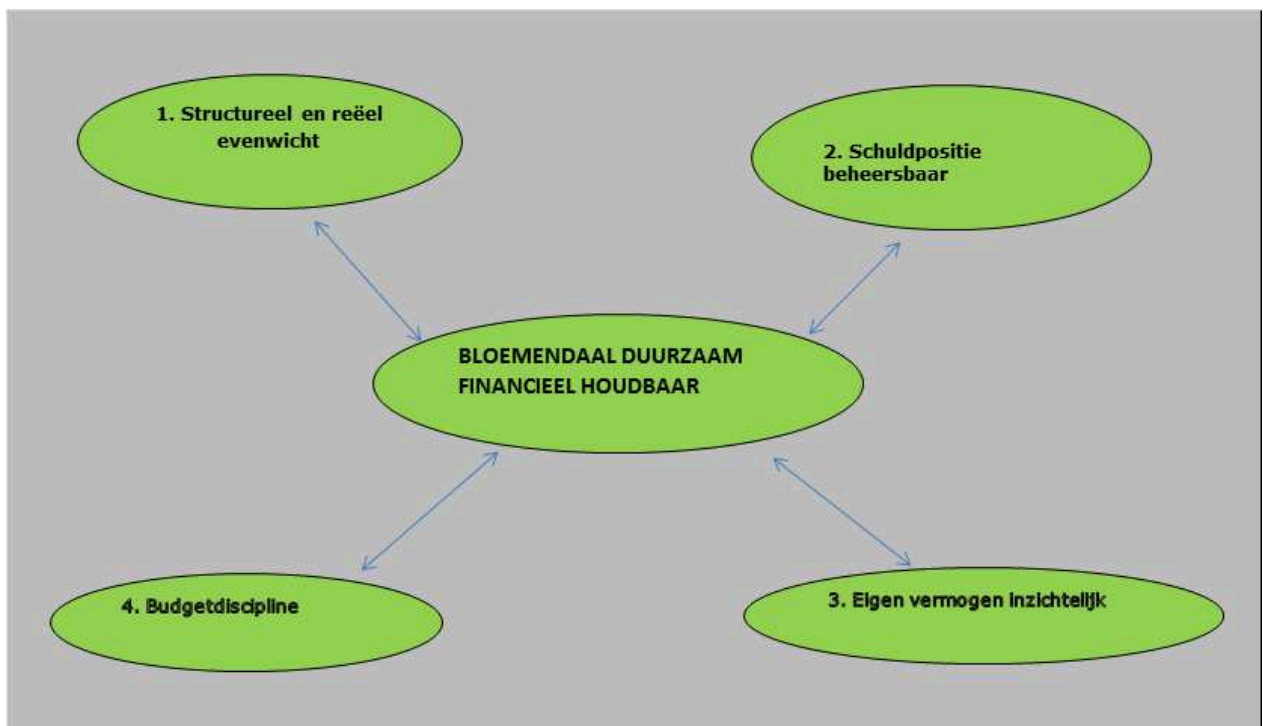 1. Structureel en reëel
evenwicht
2. Schuldpositie
beheersbaar
BLOEMENDAAL DUURZAAM
FINANCIEEL HOUDBAAR
4. Budgetdiscipline
3. Eigen vermogen inzichtelijk